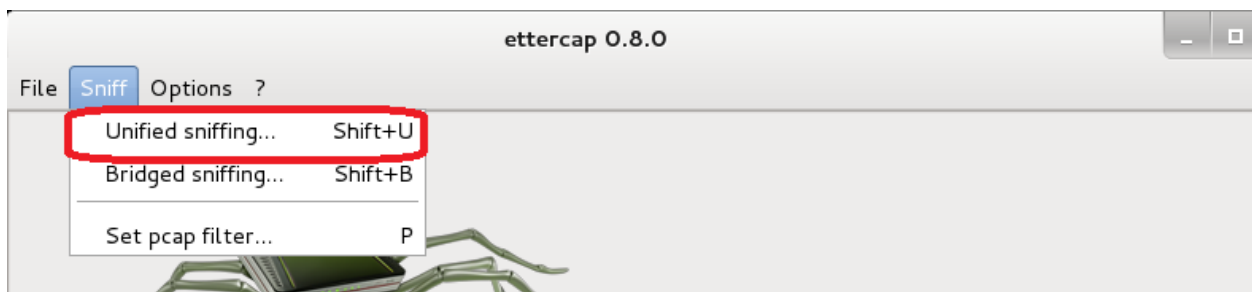 ettercap 0.8.0
File Sniff Options ?
Unified sniffing... Shift+U
Bridged sniffing... Shift+B
Set pcap filter... P